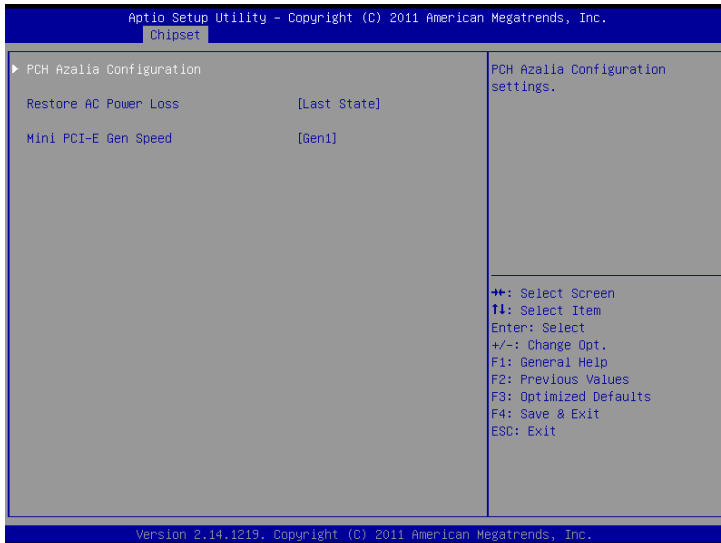 Aptio Setup Utility – Copyright (C) 2011 American Megatrends, Inc.
Chipset
▶ PCH Azalia Configuration
Restore AC Power Loss [Last State]
Mini PCI-E Gen Speed [Gen1]
PCH Azalia Configuration
settings.
→←: Select Screen
↑↓: Select Item
Enter: Select
+/-: Change Opt.
F1: General Help
F2: Previous Values
F3: Optimized Defaults
F4: Save & Exit
ESC: Exit
Version 2.14.1219. Copyright (C) 2011 American Megatrends, Inc.